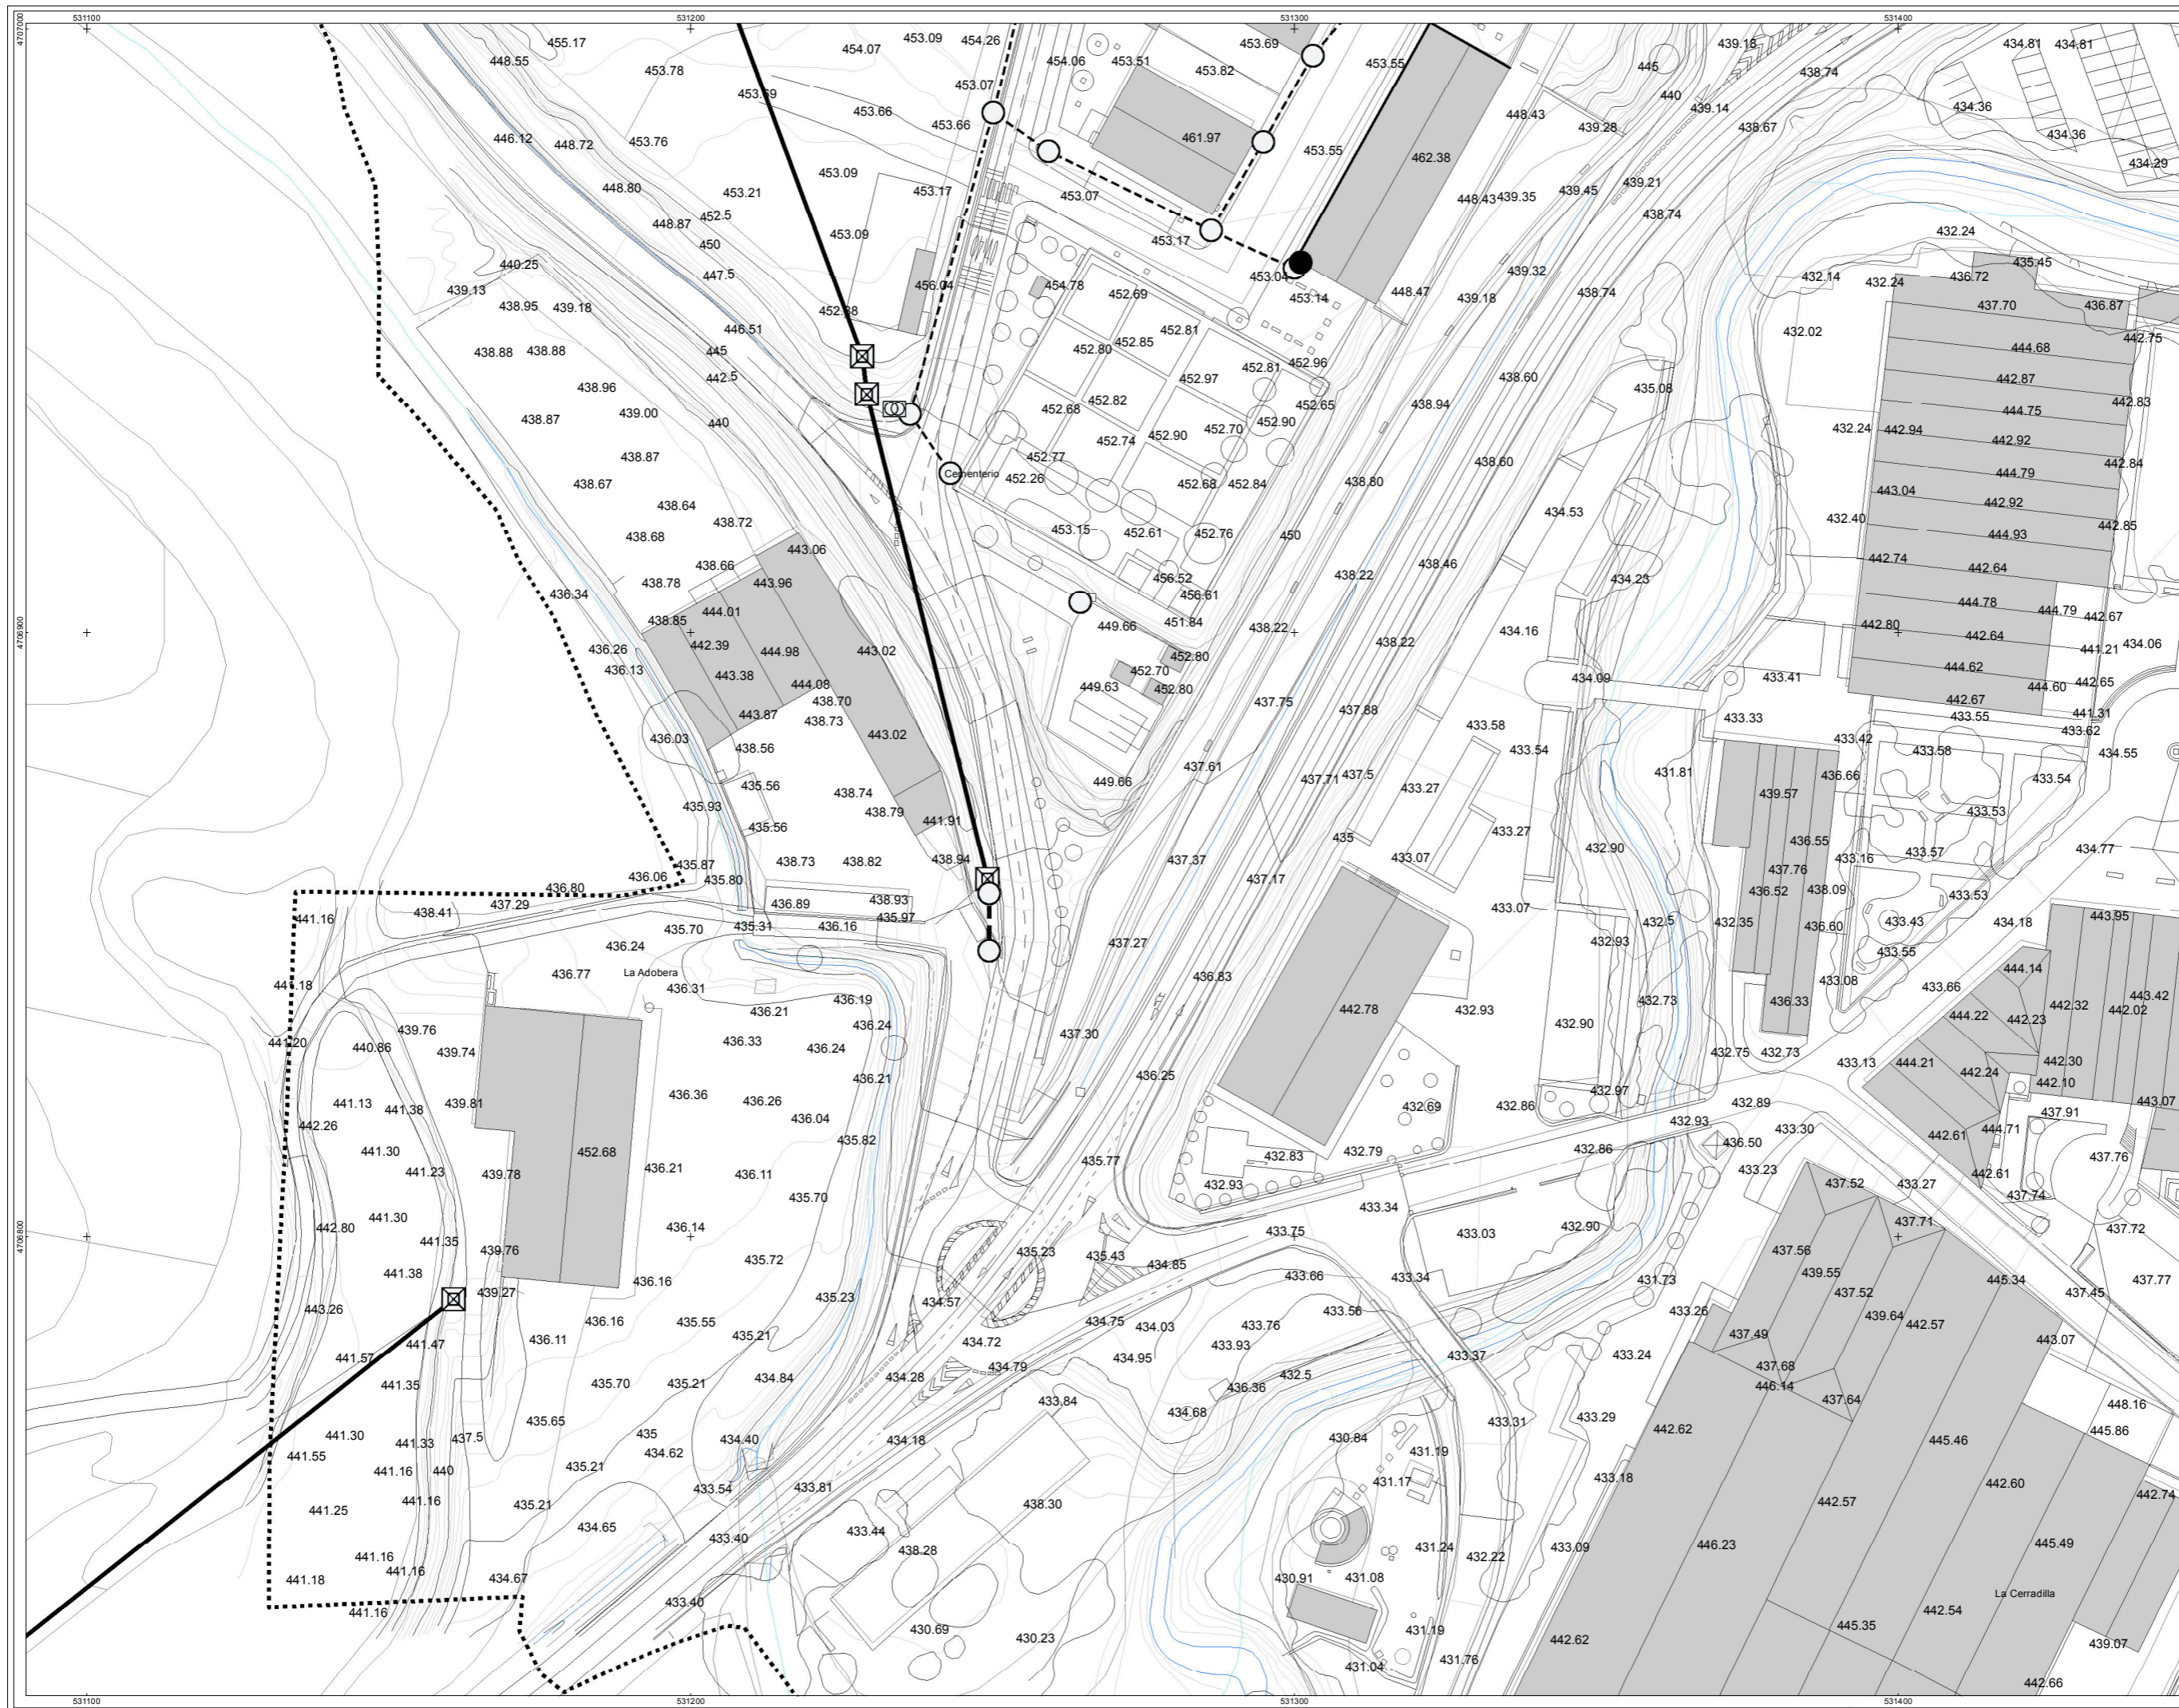 531100 531200 531300 531400
4707000
455.17 454.07 453.09 454.26 453.69 439.18 434.81 434.81
448.55 453.78 454.06 453.51 453.82 453.55 445 438.74
453.69 453.07 440 439.14 434.36
453.66 453.66 448.43 439.28 438.67 434.36
446.12 448.72 453.76 461.97 453.55 462.38 434.29
448.80 453.21 453.09 453.17 453.07 448.43 439.35 439.45 439.21
448.87 452.5 453.09 453.17 438.74 432.24
450 447.5 440.25 439.32 435.45
439.13 456.04 454.78 452.69 453.04 453.14 448.47 439.18 438.74 432.14 432.24 436.72
438.95 439.18 437.70 436.87
446.51 452.81 432.02 442.75
438.88 438.88 445 452.80 452.85 452.81 452.96 444.68
442.5 438.96 452.97 438.60 435.08 442.87
438.87 439.00 440 452.68 452.82 452.65 438.94 444.75 442.83
452.74 452.90 452.70 452.90 432.24 442.94 442.92
438.87 452.77 438.60 442.84
438.67 Cementerio 452.26 452.68 452.84 438.80 444.79
438.64 443.04 442.92
438.68 438.72 453.15 452.61 452.76 450 434.53 432.40 444.93 442.85
443.06 438.66 442.74 442.64
436.34 438.78 443.96 456.52 438.22 438.46 434.23
444.01 456.61 444.78 444.79 442.67
4706900
438.85 449.66 451.84 438.22 438.22 434.16 442.80 442.64
436.26 442.39 444.98 443.02 452.80 441.21 434.06
436.13 443.38 444.08 449.63 452.70 452.80 434.09 433.41 444.62 444.60 442.65
443.87 438.70 438.73 437.75 437.88 442.67 441.31
436.03 438.56 443.02 433.58 433.54 433.33 433.55 433.62
433.42 433.58 434.55
435.56 438.74 449.66 437.61 437.71 437.5 433.27 431.81 436.66 433.54
435.93 438.79 441.91 439.57 433.53
435.56 435 433.27 436.55
435.87 438.73 438.82 438.94 437.37 433.07 432.90 433.16 433.57 434.77
436.80 436.06 435.80 437.17 437.76 438.09 433.53
441.16 438.41 437.29 436.89 438.93 433.07 436.52
435.70 435.31 436.16 435.97 432.5 432.35 436.60 433.43 434.18 443.95
436.24 437.27 432.93 433.55
La Adobera 436.77 436.83 444.14
441.18 436.31 436.19 433.08 433.66 443.42
439.76 436.21 436.24 442.78 432.93 432.73 436.33 444.22 442.23 442.32 442.02
441.20 440.86 439.74 436.33 436.24 437.30 432.90 432.75 432.73 433.13 444.21 442.24 442.30
436.21 436.25 442.10
441.13 441.38 439.81 436.36 436.26 436.04 432.69 432.86 432.97 432.89 437.91 443.07
442.26 435.82 432.93 433.30 442.61 444.71
441.30 452.68 435.77 432.79 432.86 436.50 437.76
441.23 439.78 436.21 436.11 432.83 433.23 442.61
435.70 432.93 437.52 433.27 437.74
4706800
442.80 441.30 436.14 433.75 433.34 433.03 432.90 437.71 437.72
441.35 439.76 435.72 435.23 435.43 434.85 437.56
441.38 436.16 433.66 433.34 431.73 439.55 445.34 437.77
443.26 439.27 435.23 434.57 433.56 433.26 437.52 437.45
436.16 435.55 435.21 434.75 434.03 433.76 437.49 439.64 442.57
436.11 434.72 433.93 443.07
441.57 441.47 434.79 434.95 433.37 433.24 437.68
441.35 435.70 435.21 434.84 434.28 436.36 432.5 446.14 437.64
433.84 448.16
441.30 441.33 437.5 435.65 435 434.40 434.18 434.68 430.84 433.31 433.29 442.62 445.46 445.86
441.55 434.62 431.19
441.16 440 435.21 433.54 433.81 431.17 433.18 442.60
441.25 441.16 435.21 438.30 442.57 442.74
434.65 433.40 433.44
441.16 438.28 431.24 432.22 433.09 446.23 445.49
441.18 441.16 434.67 430.91 431.08
La Cerradilla
441.16 433.40 430.69 430.23 431.19 442.54
442.62 445.35 439.07
431.04 431.76 442.66
531100 531200 531300 531400